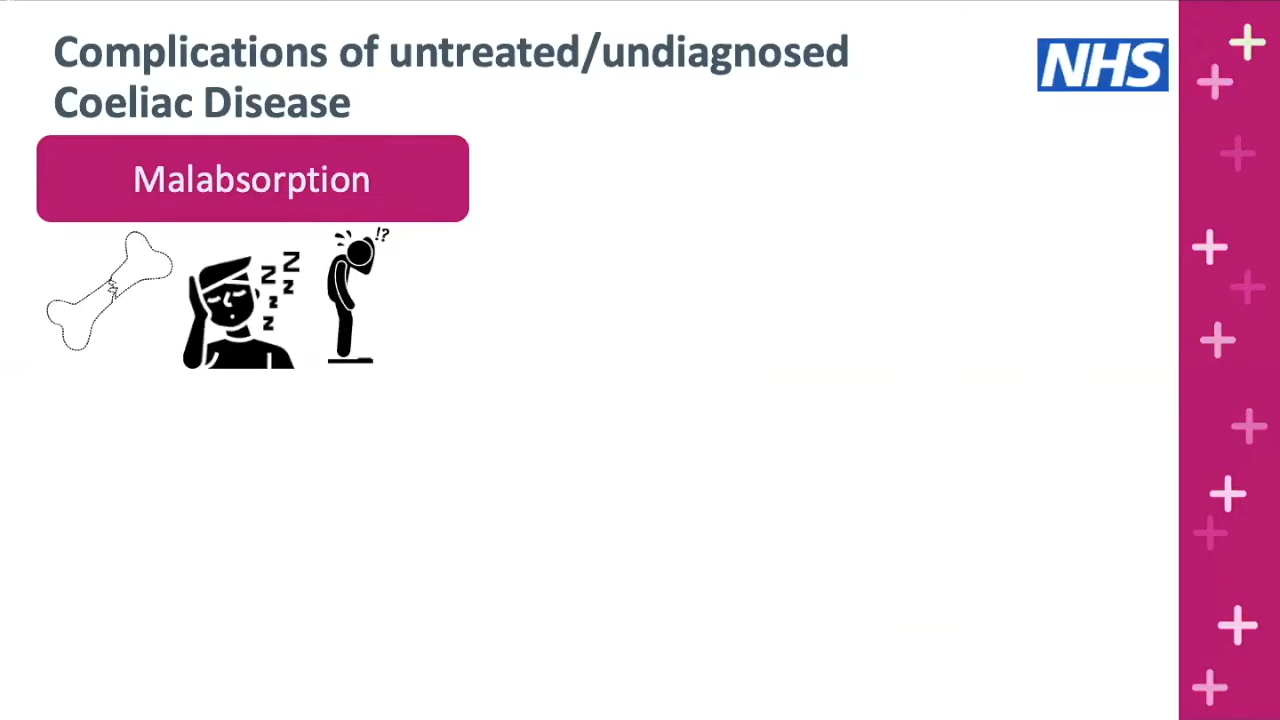 Complications of untreated/undiagnosed
Coeliac Disease
NHS
Malabsorption
!?
Z
Z
Z
Z
Z
Z